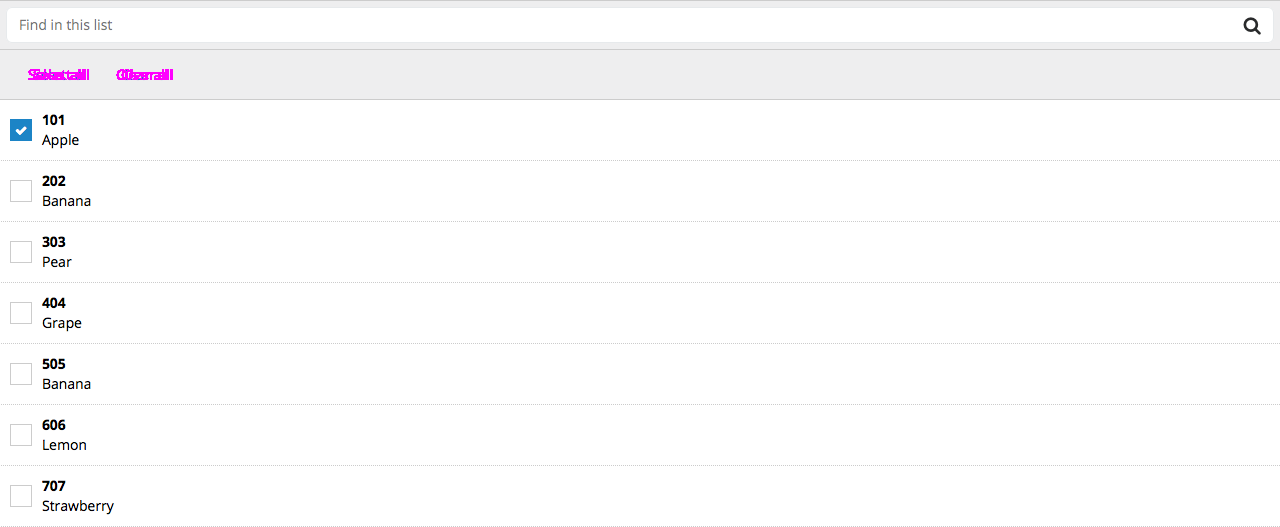 Find in this list
Select all Clear all
101
Apple
202
Banana
303
Pear
404
Grape
505
Banana
606
Lemon
707
Strawberry